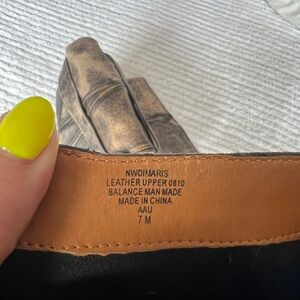 NWDIMARIS
LEATHER UPPER 0810
BALANCE MAN MADE
MADE IN CHINA
AAU
7 M